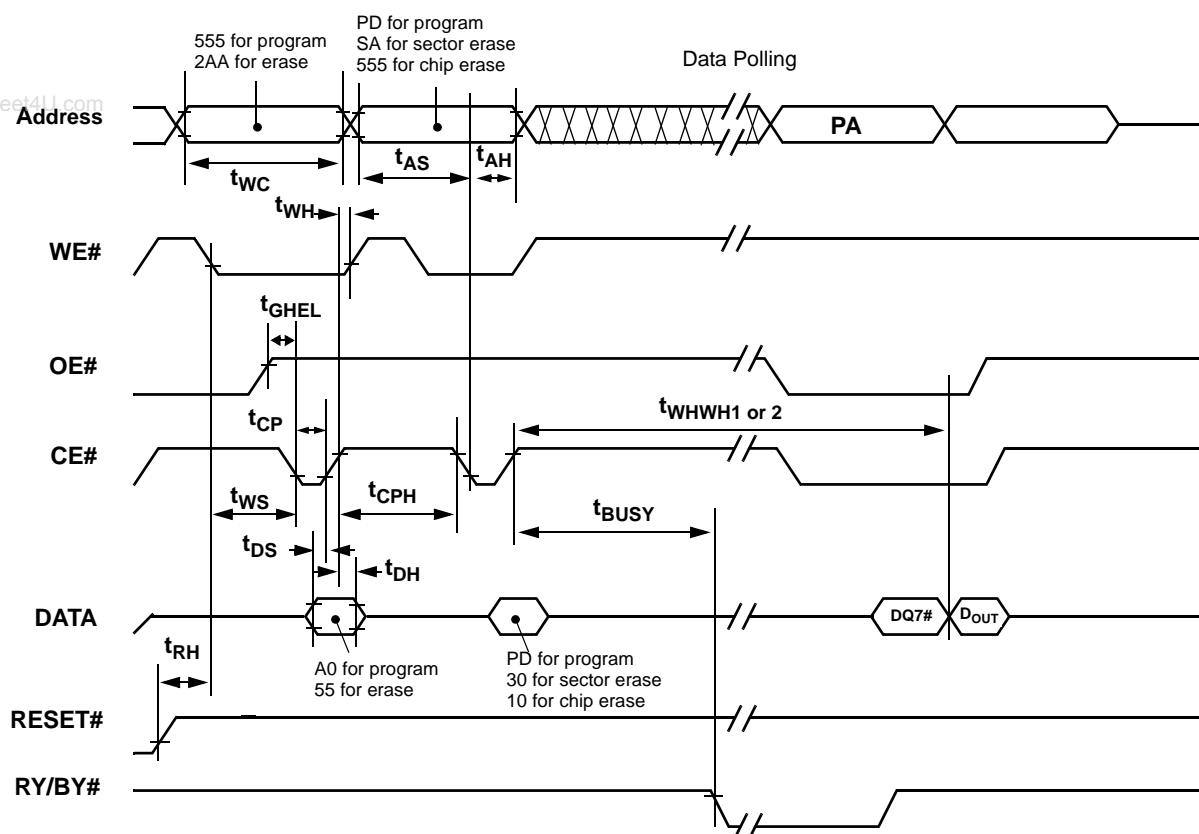 555 for program
2AA for erase
PD for program
SA for sector erase
555 for chip erase
Data Polling
eet4U.com
Address
PA
tWC
tAS
tAH
tWH
WE#
tGHEL
OE#
tWHWH1 or 2
tCP
CE#
tWS
tCPH
tBUSY
tDS
tDH
DATA
DQ7#
DOUT
tRH
A0 for program
55 for erase
PD for program
30 for sector erase
10 for chip erase
RESET#
RY/BY#